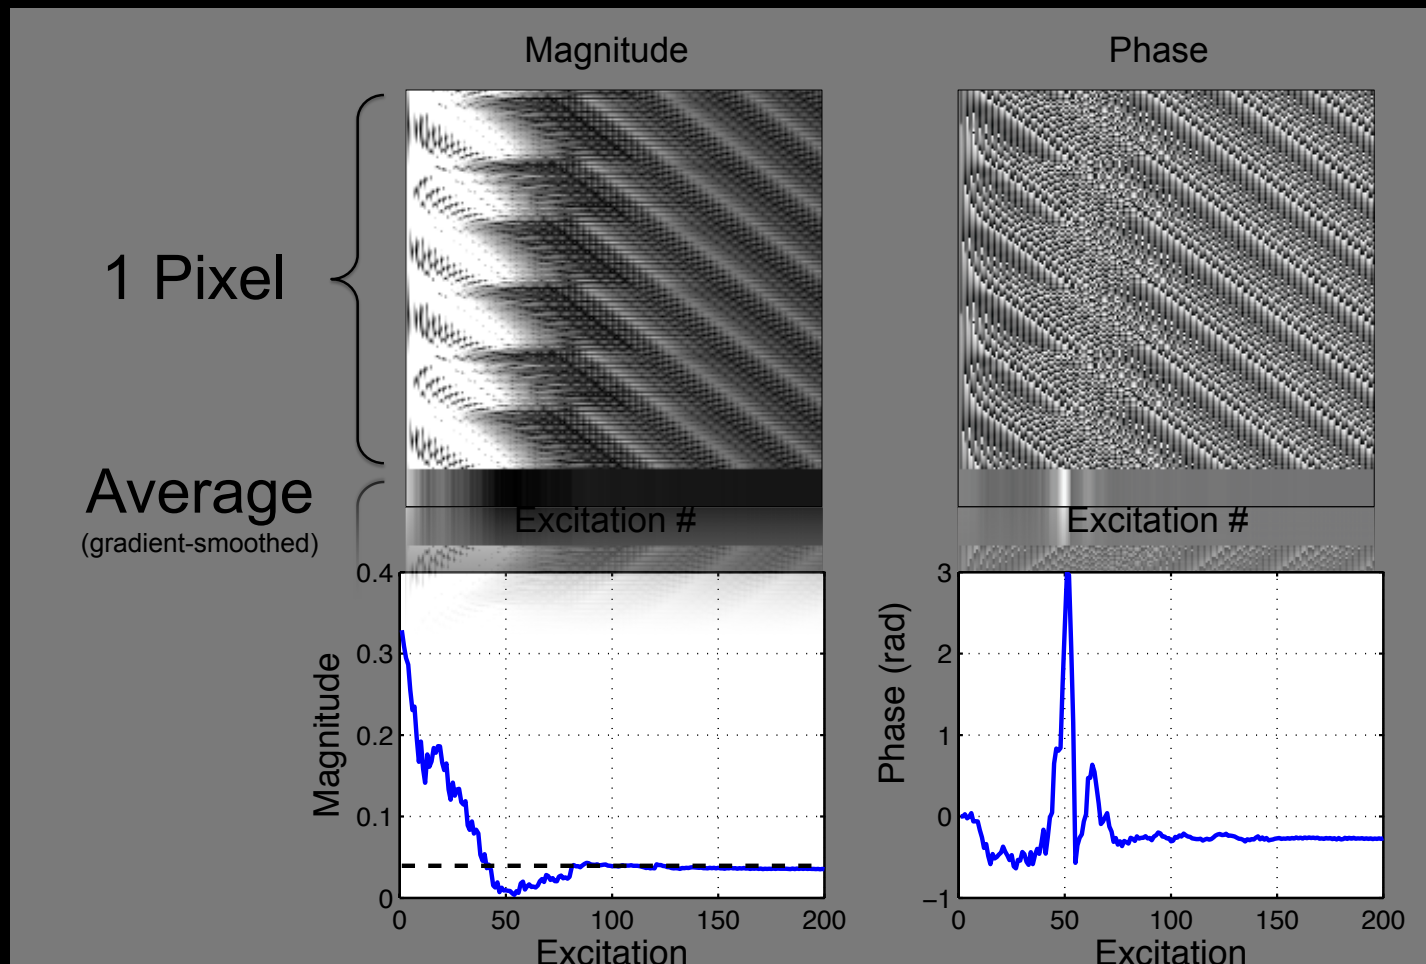 Magnitude
Phase
1 Pixel
Average
(gradient-smoothed)
Excitation #
Excitation #
Magnitude
0.4
0.3
0.2
0.1
0
0
50
100
150
200
Excitation
Phase (rad)
3
2
1
0
−1
0
50
100
150
200
Excitation